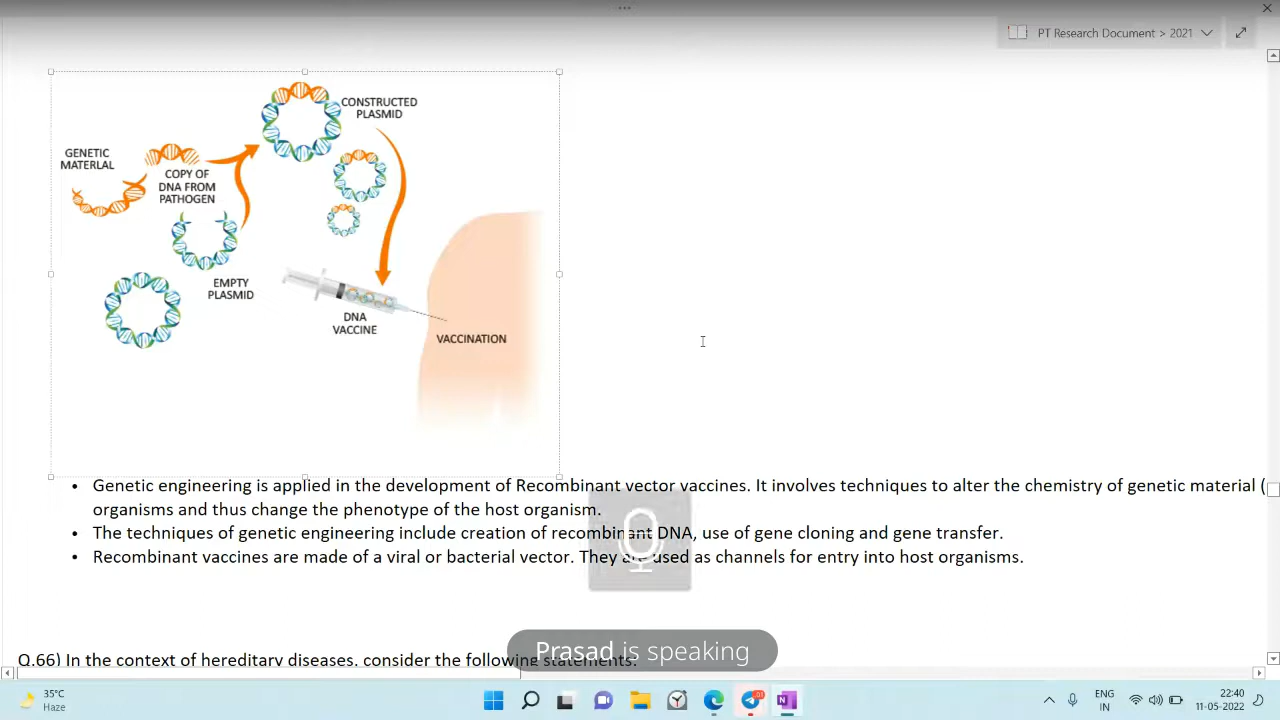 PT Research Document > 2021
CONSTRUCTED
PLASMID
GENETIC
MATERLAL
COPY OF
DNA FROM
PATHOGEN
EMPTY
PLASMID
DNA
VACCINE
VACCINATION
• Genetic engineering is applied in the development of Recombinant vector vaccines. It involves techniques to alter the chemistry of genetic material (
organisms and thus change the phenotype of the host organism.
• The techniques of genetic engineering include creation of recombinant DNA, use of gene cloning and gene transfer.
• Recombinant vaccines are made of a viral or bacterial vector. They are used as channels for entry into host organisms.
Prasad is speaking
Q.66) In the context of hereditary diseases, consider the following statements:
35°C
Haze
ENG
IN
22:40
11-05-2022